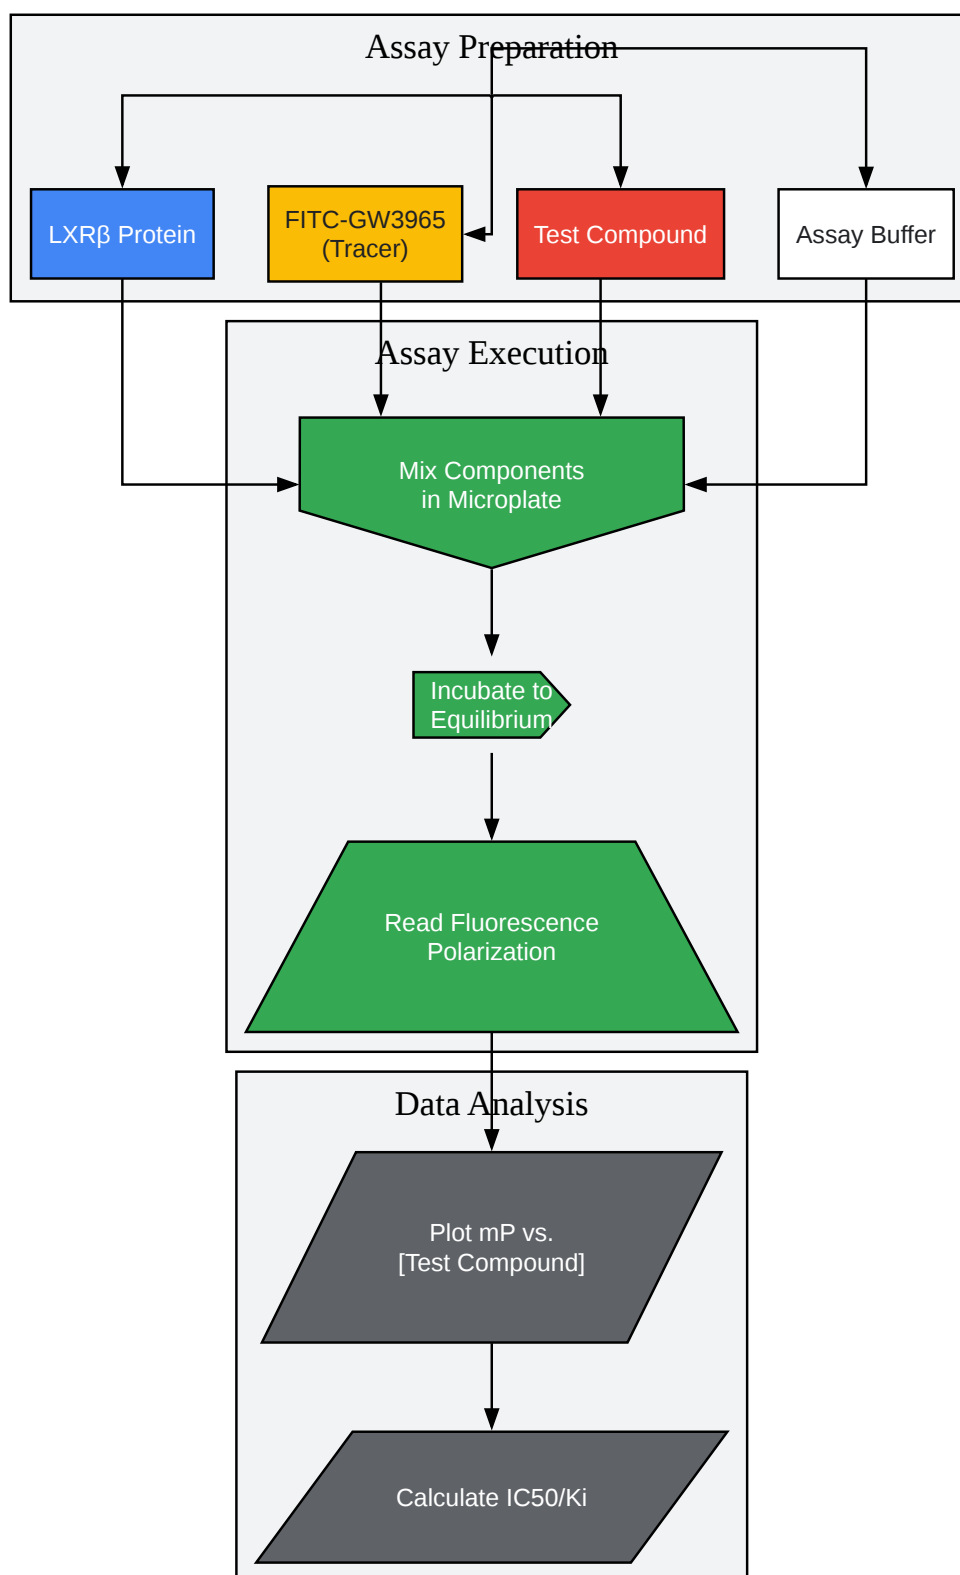 Assay Preparation
LXRβ Protein
FITC-GW3965
(Tracer)
Test Compound
Assay Buffer
Assay Execution
Mix Components
in Microplate
Incubate to
Equilibrium
Read Fluorescence
Polarization
Data Analysis
Plot mP vs.
[Test Compound]
Calculate IC50/Ki